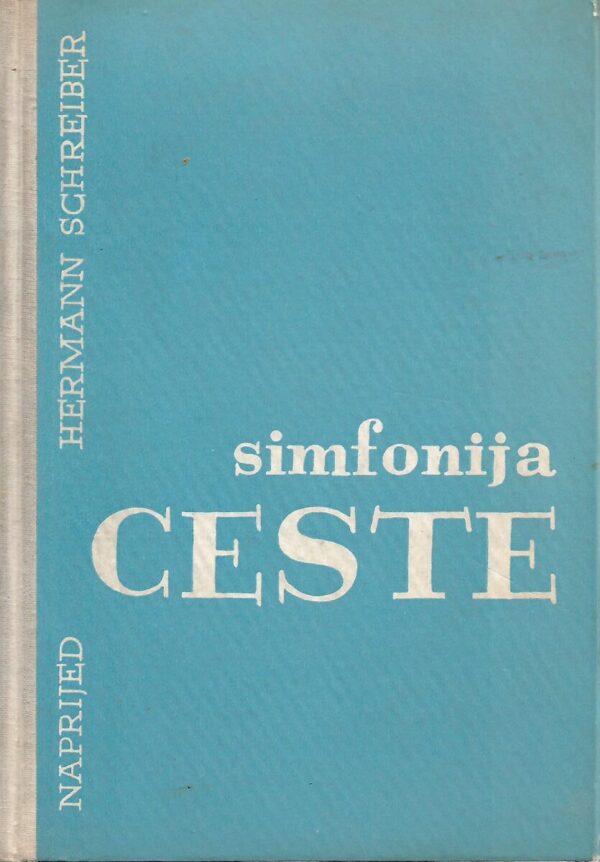 HERMANN SCHREIBER
simfonija
CESTE
NAPRIJED